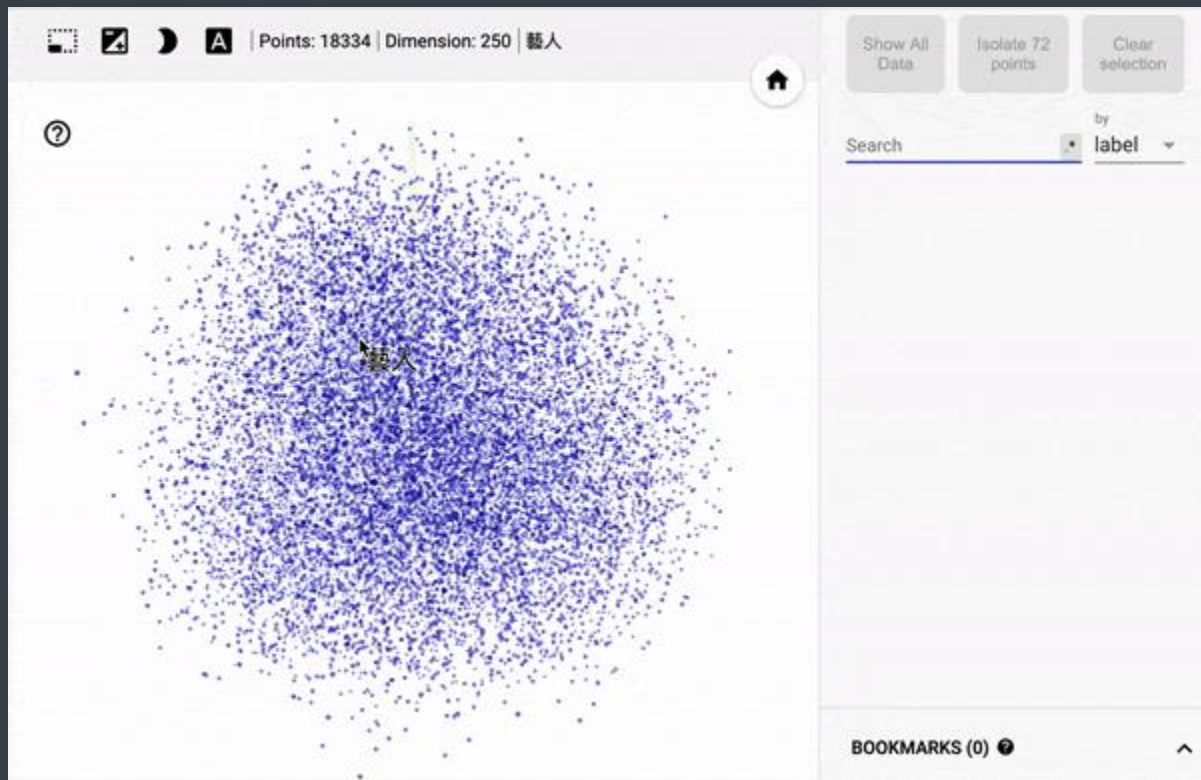 Points: 18334 | Dimension: 250 | 藝人
Show All Data
Isolate 72 points
Clear selection
Search
.*
by
label
藝人
BOOKMARKS (0)